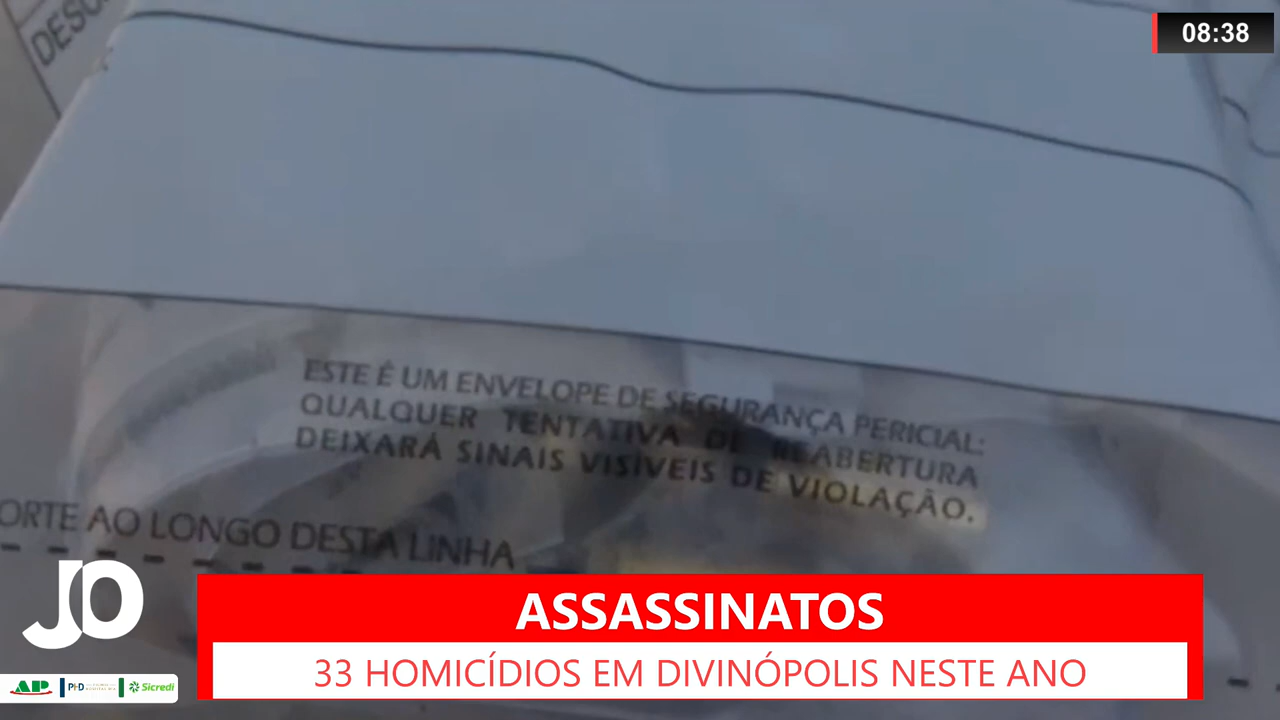 08:38
ESTE É UM ENVELOPE DE SEGURANÇA PERICIAL:
QUALQUER TENTATIVA DE REABERTURA
DEIXARÁ SINAIS VISÍVEIS DE VIOLAÇÃO.
ORTE AO LONGO DESTA LINHA
JO
ASSASSINATOS
33 HOMICÍDIOS EM DIVINÓPOLIS NESTE ANO
AP
PHD
Sicredi